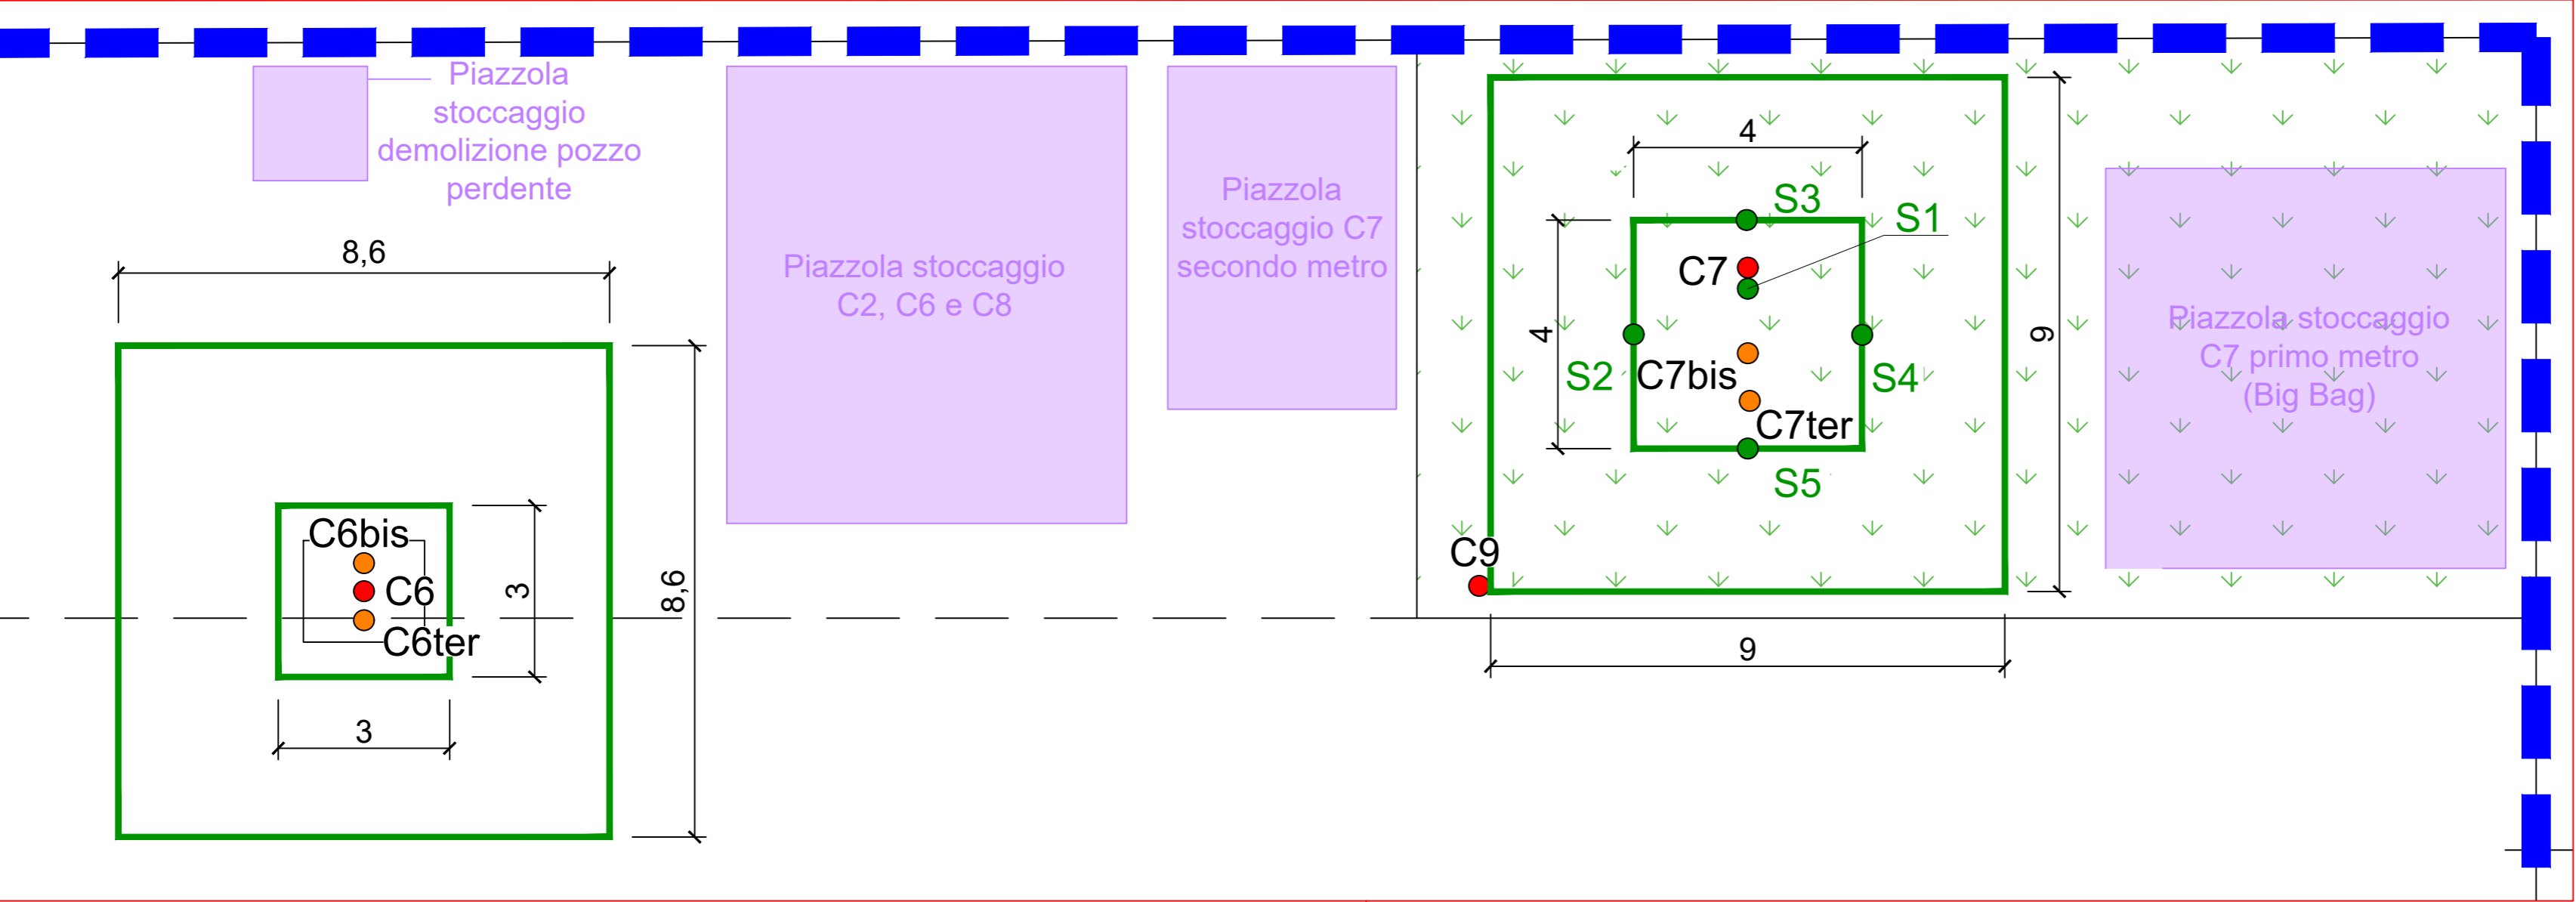 Piazzola
stoccaggio
demolizione pozzo
perdente
8,6
8,6
C6bis
C6
C6ter
3
3
Piazzola stoccaggio
C2, C6 e C8
Piazzola
stoccaggio C7
secondo metro
4
4
S3
S1
C7
S2
C7bis
S4
C7ter
S5
C9
9
9
Piazzola stoccaggio
C7 primo metro
(Big Bag)